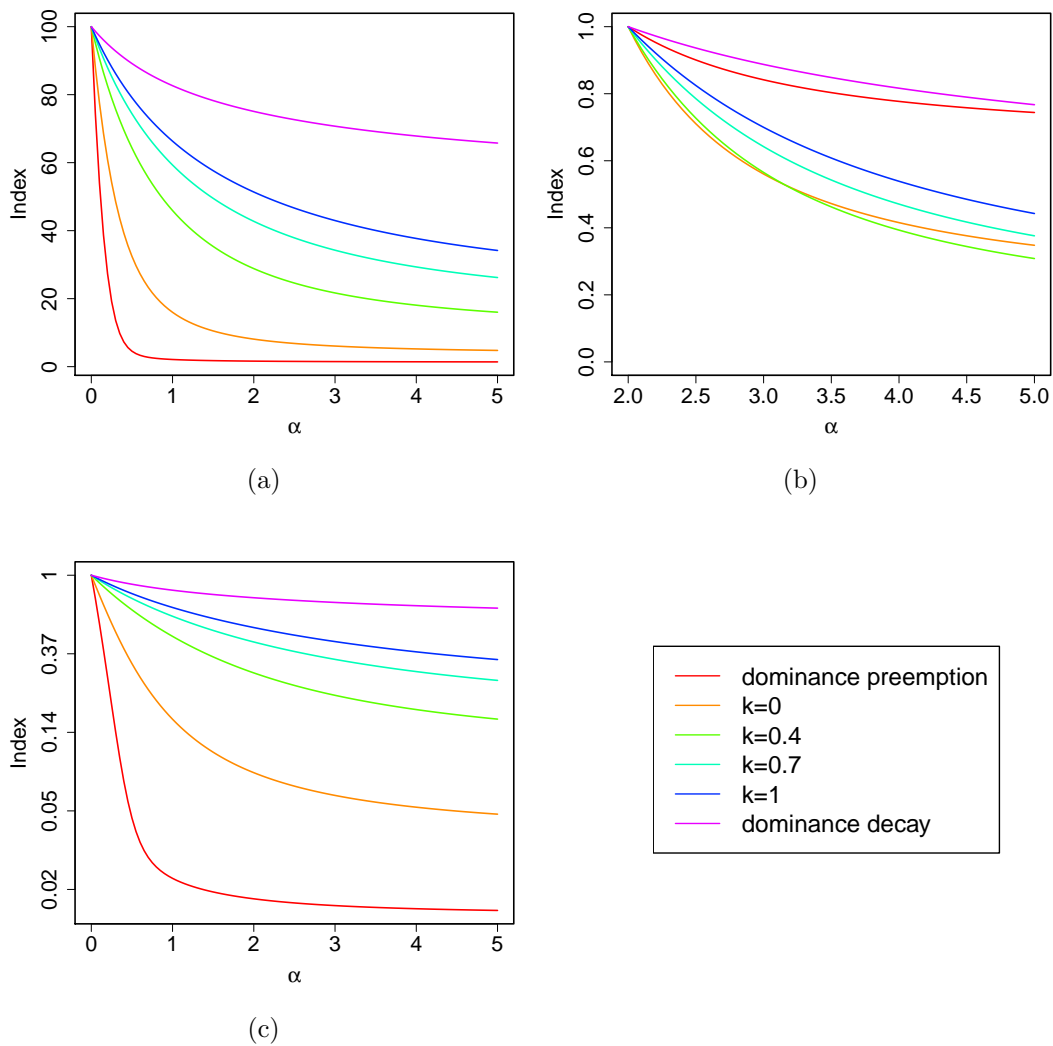 100
80
60
40
20
0
Index
0 1 2 3 4 5
α
(a)
1.0
0.8
0.6
0.4
0.2
0.0
Index
2.0 2.5 3.0 3.5 4.0 4.5 5.0
α
(b)
1
0.37
0.14
0.05
0.02
Index
0 1 2 3 4 5
α
(c)
dominance preemption
k=0
k=0.4
k=0.7
k=1
dominance decay